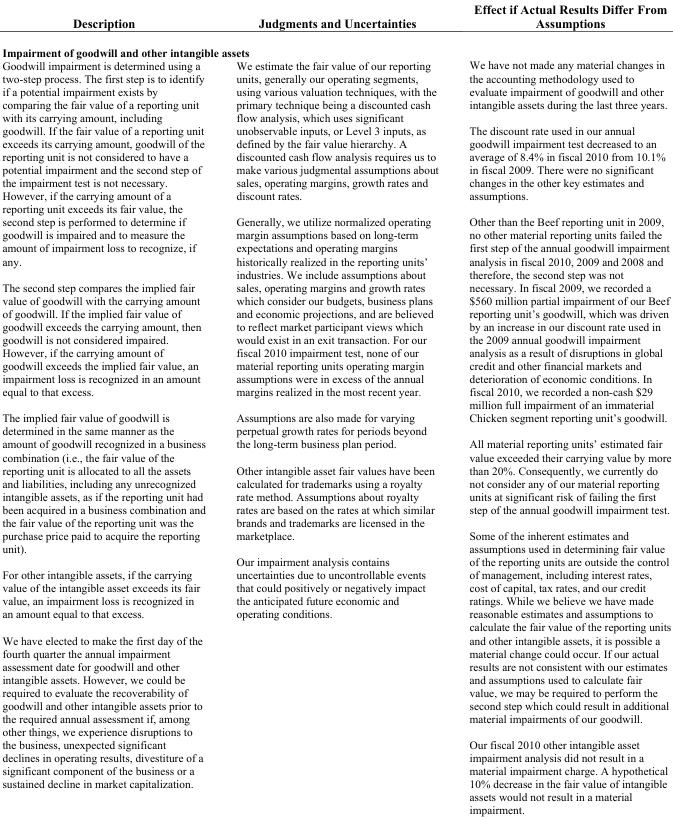 Description
Judgments and Uncertainties
Effect if Actual Results Differ From
Assumptions
Impairment of goodwill and other intangible assets
Goodwill impairment is determined using a
two-step process. The first step is to identify
if a potential impairment exists by
comparing the fair value of a reporting unit
with its carrying amount, including
goodwill. If the fair value of a reporting unit
exceeds its carrying amount, goodwill of the
reporting unit is not considered to have a
potential impairment and the second step of
the impairment test is not necessary.
However, if the carrying amount of a
reporting unit exceeds its fair value, the
second step is performed to determine if
goodwill is impaired and to measure the
amount of impairment loss to recognize, if
any.
The second step compares the implied fair
value of goodwill with the carrying amount
of goodwill. If the implied fair value of
goodwill exceeds the carrying amount, then
goodwill is not considered impaired.
However, if the carrying amount of
goodwill exceeds the implied fair value, an
impairment loss is recognized in an amount
equal to that excess.
The implied fair value of goodwill is
determined in the same manner as the
amount of goodwill recognized in a business
combination (i.e., the fair value of the
reporting unit is allocated to all the assets
and liabilities, including any unrecognized
intangible assets, as if the reporting unit had
been acquired in a business combination and
the fair value of the reporting unit was the
purchase price paid to acquire the reporting
unit).
For other intangible assets, if the carrying
value of the intangible asset exceeds its fair
value, an impairment loss is recognized in
an amount equal to that excess.
We have elected to make the first day of the
fourth quarter the annual impairment
assessment date for goodwill and other
intangible assets. However, we could be
required to evaluate the recoverability of
goodwill and other intangible assets prior to
the required annual assessment if, among
other things, we experience disruptions to
the business, unexpected significant
declines in operating results, divestiture of a
significant component of the business or a
sustained decline in market capitalization.
We estimate the fair value of our reporting
units, generally our operating segments,
using various valuation techniques, with the
primary technique being a discounted cash
flow analysis, which uses significant
unobservable inputs, or Level 3 inputs, as
defined by the fair value hierarchy. A
discounted cash flow analysis requires us to
make various judgmental assumptions about
sales, operating margins, growth rates and
discount rates.
Generally, we utilize normalized operating
margin assumptions based on long-term
expectations and operating margins
historically realized in the reporting units'
industries. We include assumptions about
sales, operating margins and growth rates
which consider our budgets, business plans
and economic projections, and are believed
to reflect market participant views which
would exist in an exit transaction. For our
fiscal 2010 impairment test, none of our
material reporting units operating margin
assumptions were in excess of the annual
margins realized in the most recent year.
Assumptions are also made for varying
perpetual growth rates for periods beyond
the long-term business plan period.
Other intangible asset fair values have been
calculated for trademarks using a royalty
rate method. Assumptions about royalty
rates are based on the rates at which similar
brands and trademarks are licensed in the
marketplace.
Our impairment analysis contains
uncertainties due to uncontrollable events
that could positively or negatively impact
the anticipated future economic and
operating conditions.
We have not made any material changes in
the accounting methodology used to
evaluate impairment of goodwill and other
intangible assets during the last three years.
The discount rate used in our annual
goodwill impairment test decreased to an
average of 8.4% in fiscal 2010 from 10.1%
in fiscal 2009. There were no significant
changes in the other key estimates and
assumptions.
Other than the Beef reporting unit in 2009,
no other material reporting units failed the
first step of the annual goodwill impairment
analysis in fiscal 2010, 2009 and 2008 and
therefore, the second step was not
necessary. In fiscal 2009, we recorded a
$560 million partial impairment of our Beef
reporting unit's goodwill, which was driven
by an increase in our discount rate used in
the 2009 annual goodwill impairment
analysis as a result of disruptions in global
credit and other financial markets and
deterioration of economic conditions. In
fiscal 2010, we recorded a non-cash $29
million full impairment of an immaterial
Chicken segment reporting unit's goodwill.
All material reporting units' estimated fair
value exceeded their carrying value by more
than 20%. Consequently, we currently do
not consider any of our material reporting
units at significant risk of failing the first
step of the annual goodwill impairment test.
Some of the inherent estimates and
assumptions used in determining fair value
of the reporting units are outside the control
of management, including interest rates,
cost of capital, tax rates, and our credit
ratings. While we believe we have made
reasonable estimates and assumptions to
calculate the fair value of the reporting units
and other intangible assets, it is possible a
material change could occur. If our actual
results are not consistent with our estimates
and assumptions used to calculate fair
value, we may be required to perform the
second step which could result in additional
material impairments of our goodwill.
Our fiscal 2010 other intangible asset
impairment analysis did not result in a
material impairment charge. A hypothetical
10% decrease in the fair value of intangible
assets would not result in a material
impairment.